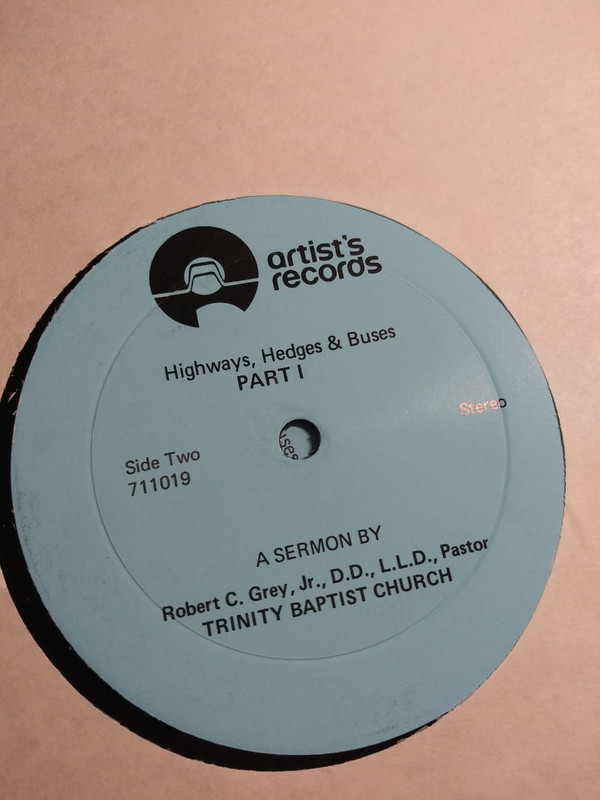 artist's
records
Highways, Hedges & Buses
PART I
Stereo
Side Two
711019
A SERMON BY
Robert C. Grey, Jr., D.D., L.L.D., Pastor
TRINITY BAPTIST CHURCH